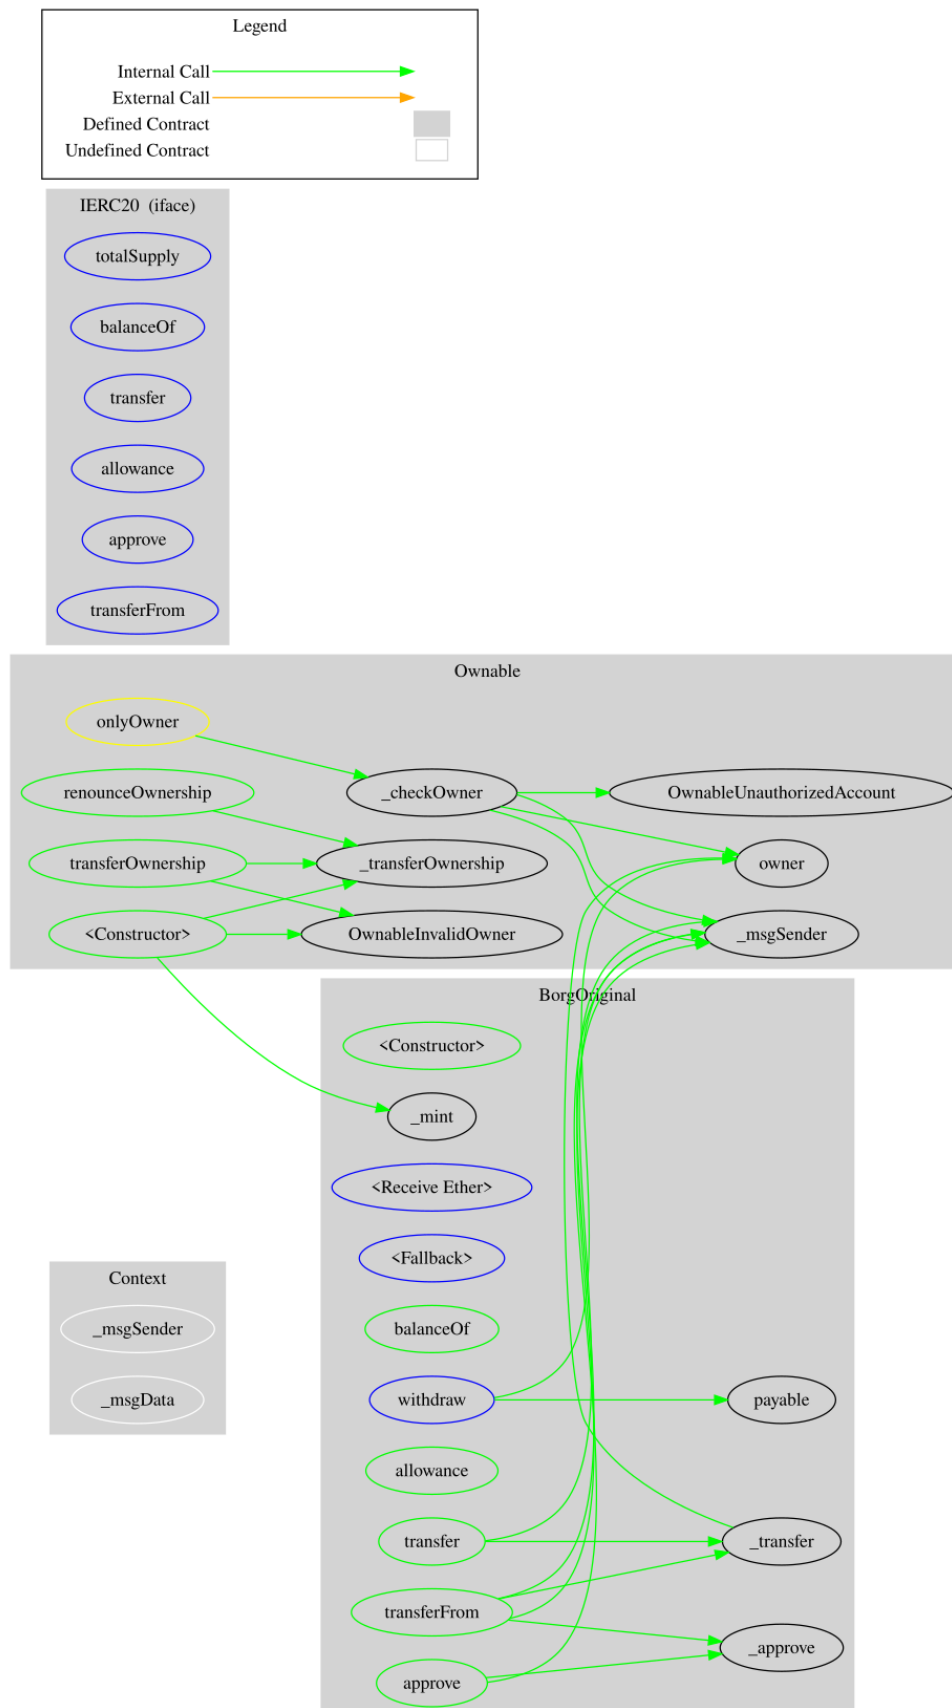 Legend
Internal Call
External Call
Defined Contract
Undefined Contract
IERC20  (iface)
totalSupply
balanceOf
transfer
allowance
approve
transferFrom
Ownable
onlyOwner
renounceOwnership
_checkOwner
OwnableUnauthorizedAccount
transferOwnership
_transferOwnership
owner
<Constructor>
OwnableInvalidOwner
_msgSender
BorgOriginal
<Constructor>
_mint
<Receive Ether>
<Fallback>
Context
_msgSender
_msgData
balanceOf
withdraw
payable
allowance
transfer
_transfer
transferFrom
_approve
approve